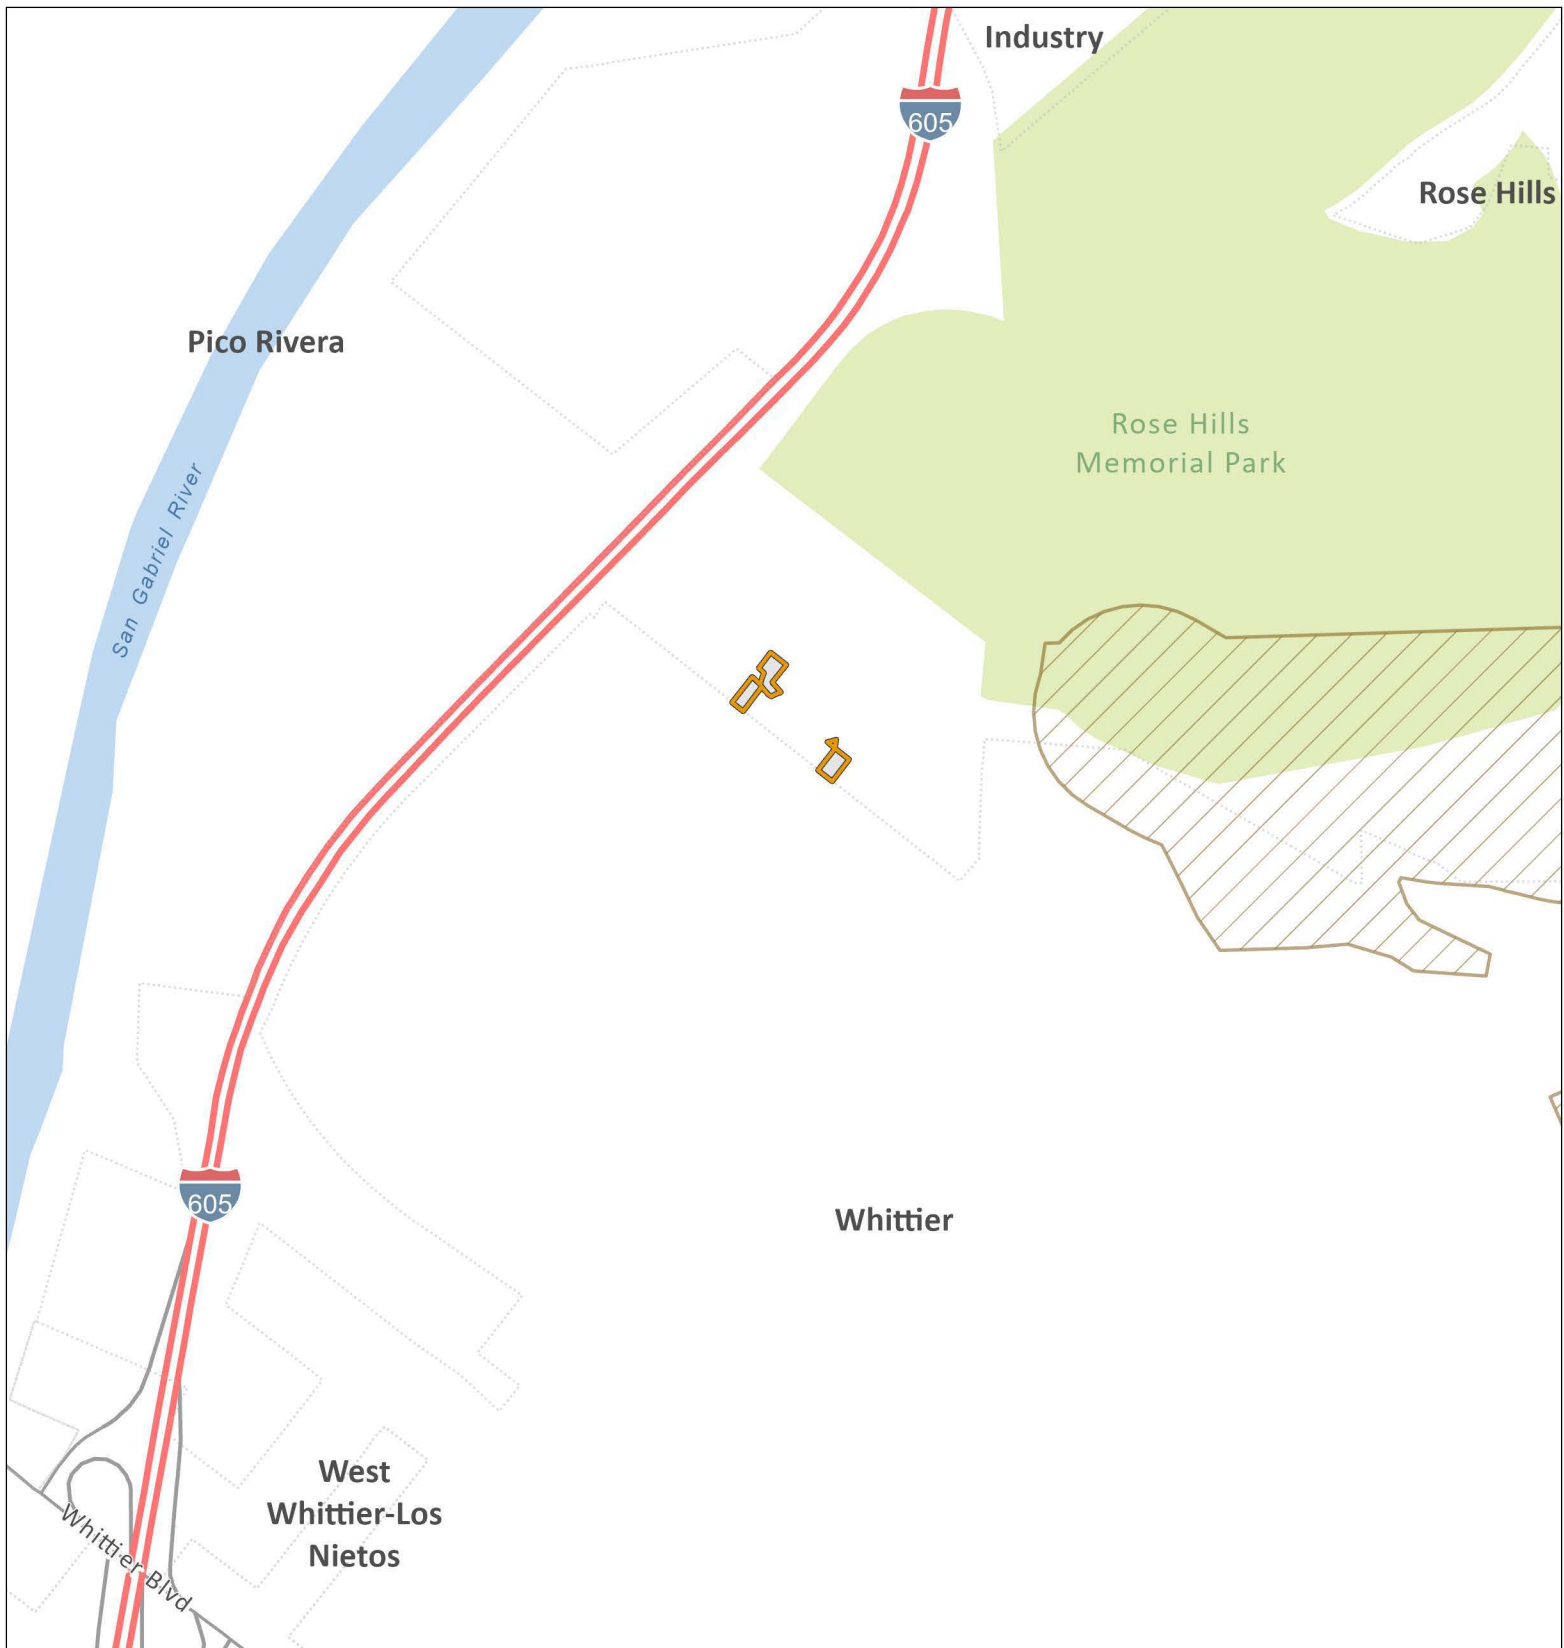 Industry
605
Rose Hills
Pico Rivera
Rose Hills
Memorial Park
San Gabriel River
605
Whittier
West
Whittier-Los
Nietos
Whittier Blvd